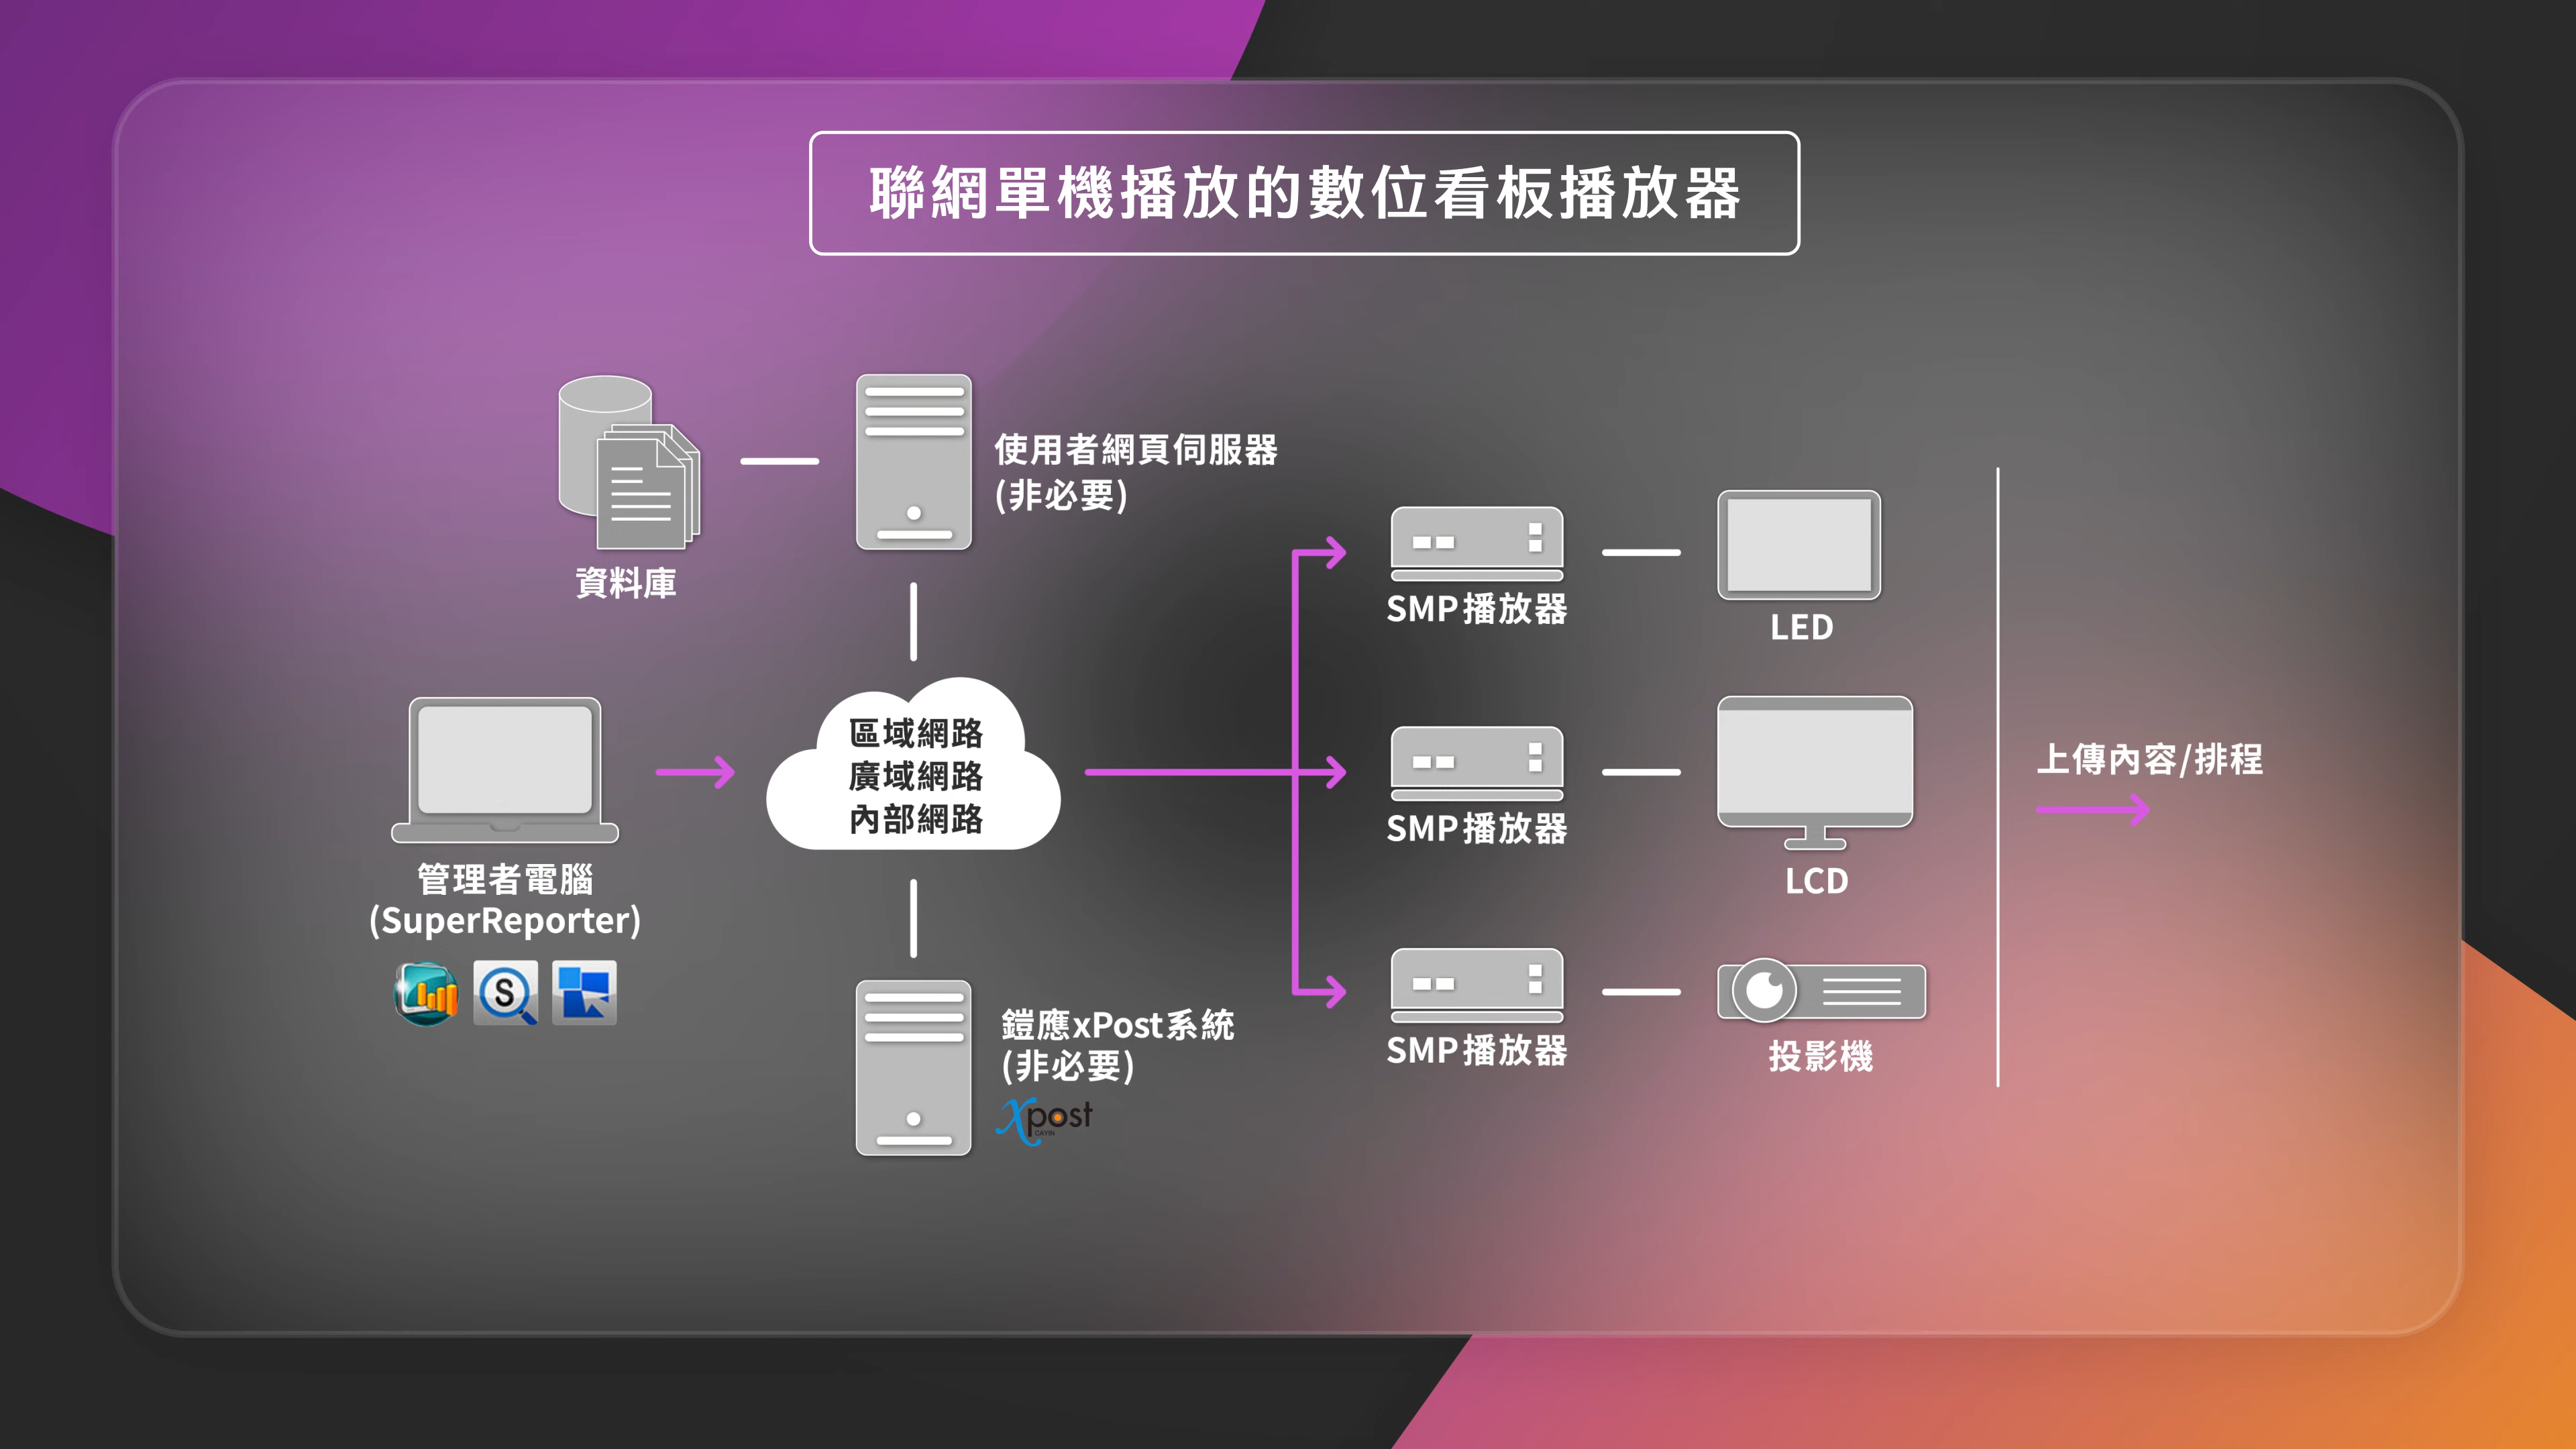 聯網單機播放的數位看板播放器
資料庫
使用者網頁伺服器
(非必要)
區域網路
廣域網路
內部網路
管理者電腦
(SuperReporter)
S
鎧應xPost系統
(非必要)
xpost
CAYIN
SMP播放器
LED
SMP播放器
LCD
SMP播放器
投影機
上傳內容/排程